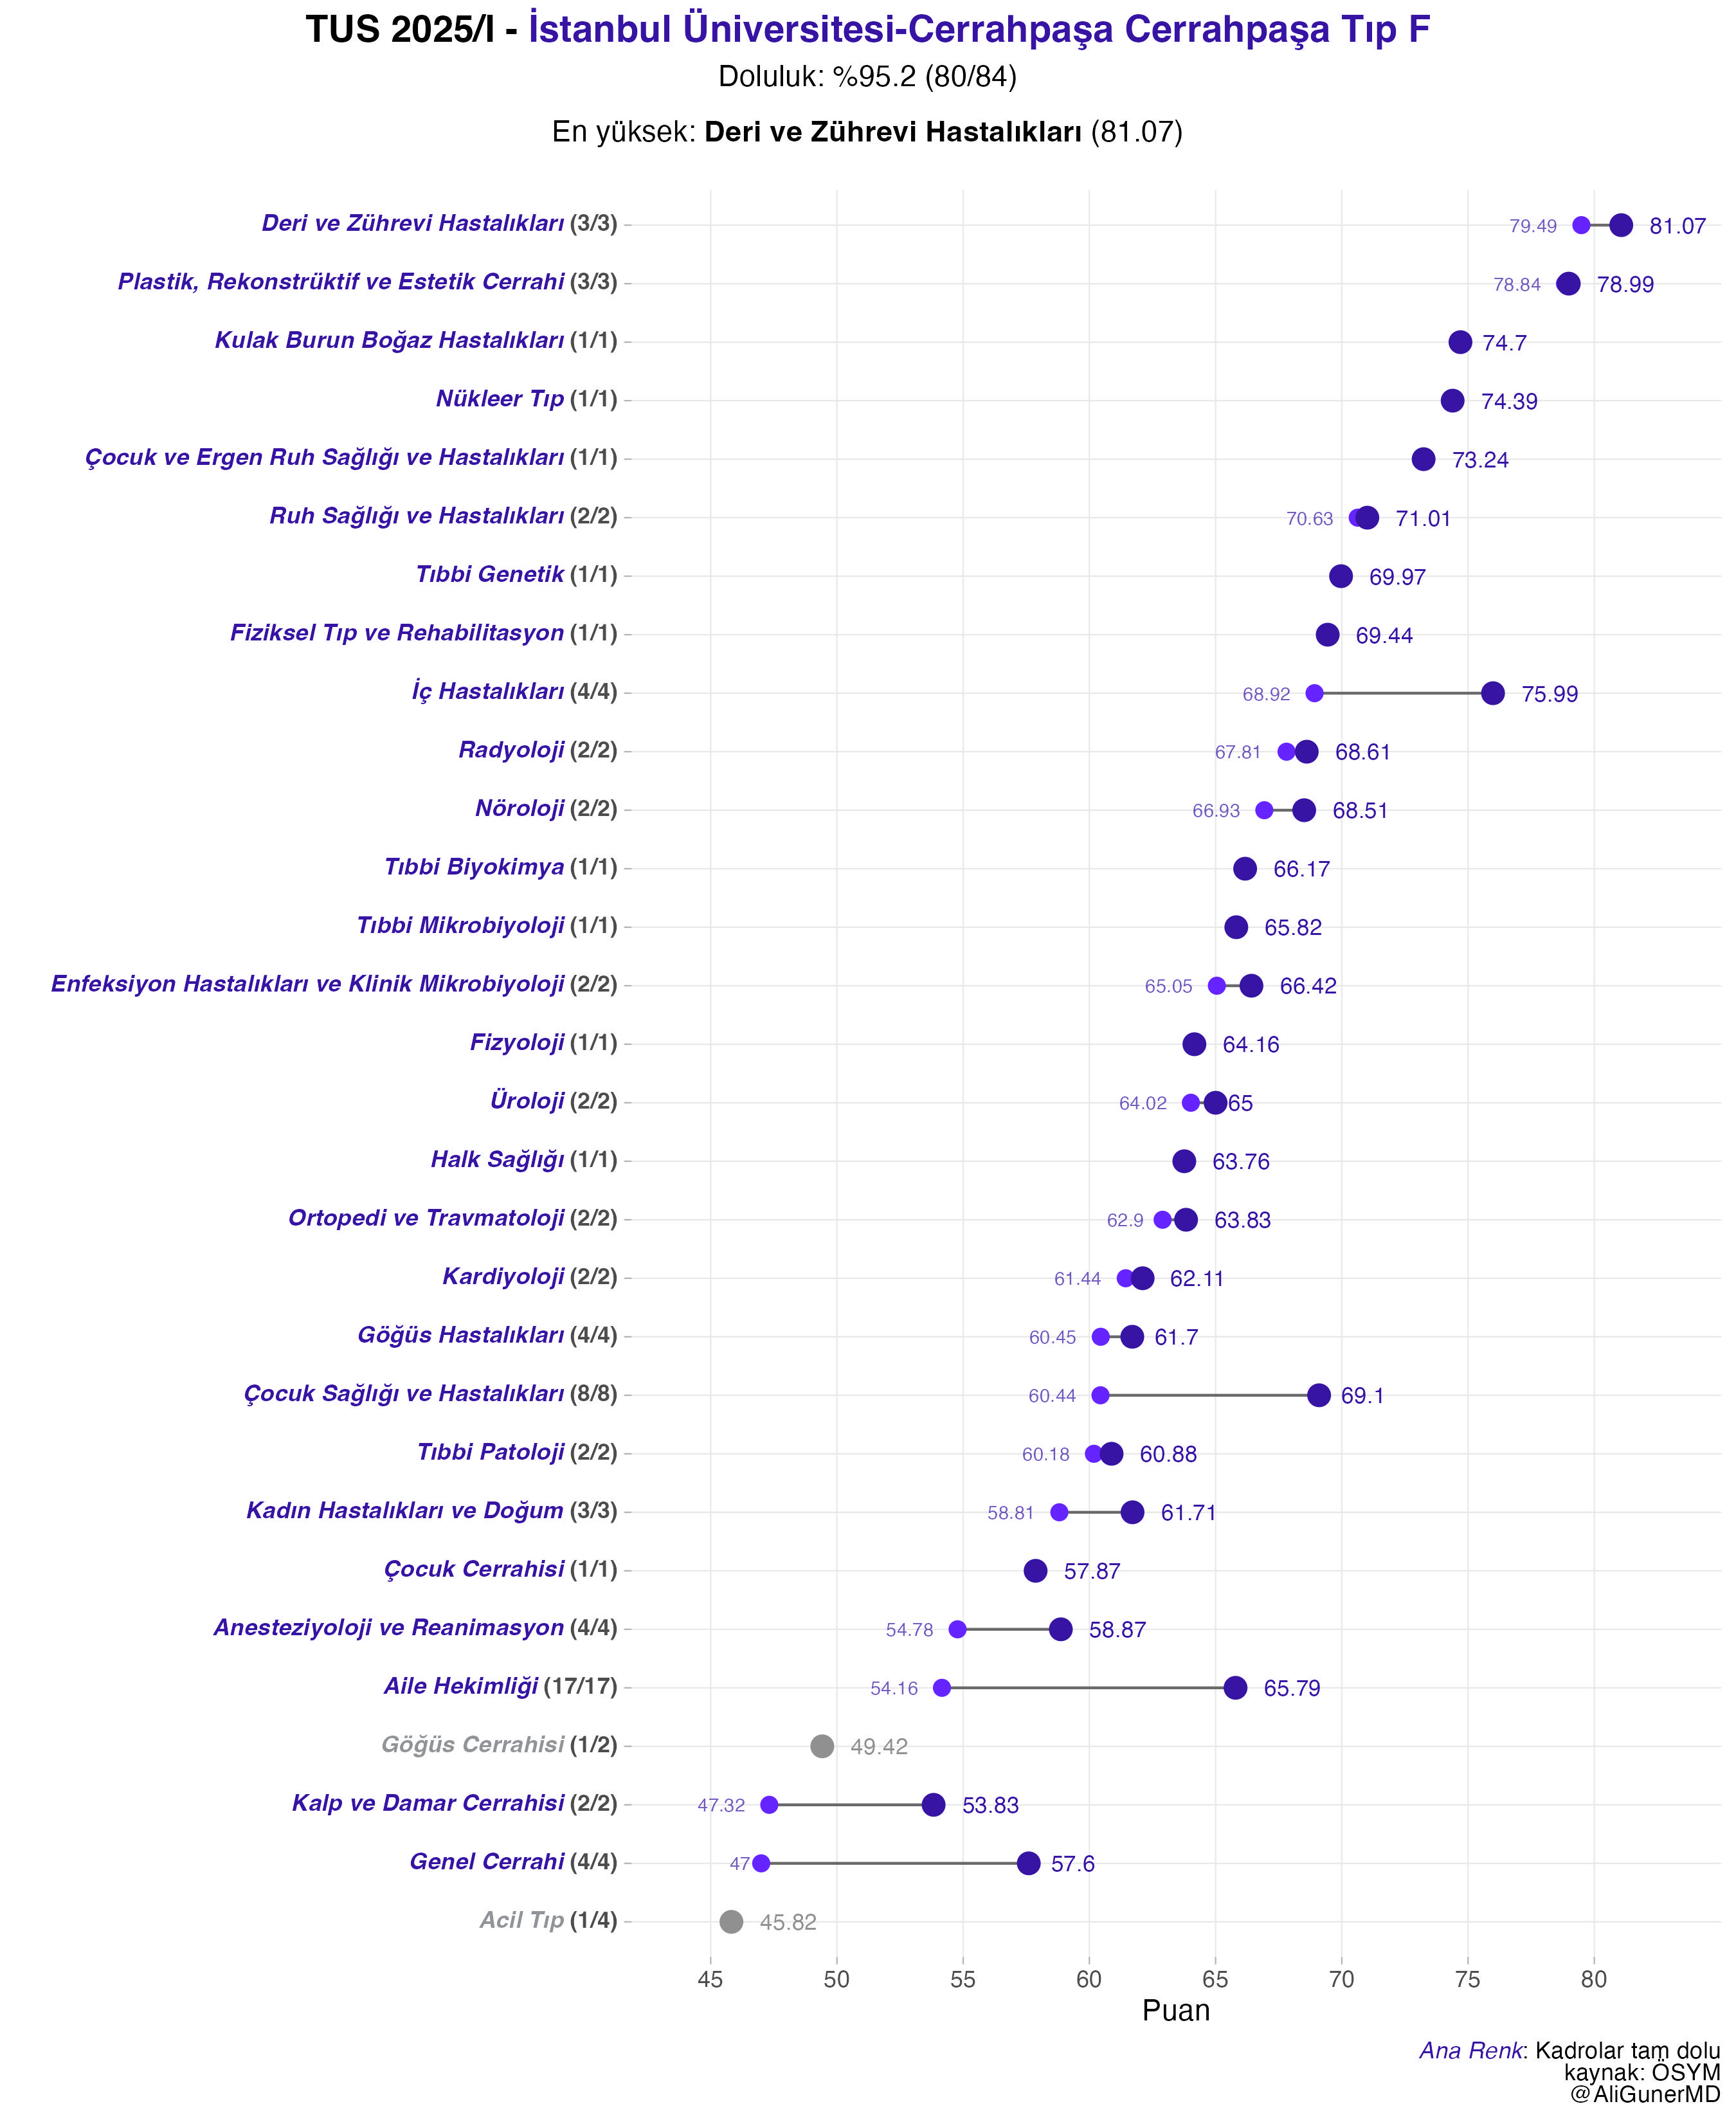 TUS 2025/I - İstanbul Üniversitesi-Cerrahpaşa Cerrahpaşa Tıp F
Doluluk: %95.2 (80/84)
En yüksek: Deri ve Zührevi Hastalıkları (81.07)
Deri ve Zührevi Hastalıkları (3/3) 79.49 81.07
Plastik, Rekonstrüktif ve Estetik Cerrahi (3/3) 78.84 78.99
Kulak Burun Boğaz Hastalıkları (1/1) 74.7
Nükleer Tıp (1/1) 74.39
Çocuk ve Ergen Ruh Sağlığı ve Hastalıkları (1/1) 73.24
Ruh Sağlığı ve Hastalıkları (2/2) 70.63 71.01
Tıbbi Genetik (1/1) 69.97
Fiziksel Tıp ve Rehabilitasyon (1/1) 69.44
İç Hastalıkları (4/4) 68.92 75.99
Radyoloji (2/2) 67.81 68.61
Nöroloji (2/2) 66.93 68.51
Tıbbi Biyokimya (1/1) 66.17
Tıbbi Mikrobiyoloji (1/1) 65.82
Enfeksiyon Hastalıkları ve Klinik Mikrobiyoloji (2/2) 65.05 66.42
Fizyoloji (1/1) 64.16
Üroloji (2/2) 64.02 65
Halk Sağlığı (1/1) 63.76
Ortopedi ve Travmatoloji (2/2) 62.9 63.83
Kardiyoloji (2/2) 61.44 62.11
Göğüs Hastalıkları (4/4) 60.45 61.7
Çocuk Sağlığı ve Hastalıkları (8/8) 60.44 69.1
Tıbbi Patoloji (2/2) 60.18 60.88
Kadın Hastalıkları ve Doğum (3/3) 58.81 61.71
Çocuk Cerrahisi (1/1) 57.87
Anesteziyoloji ve Reanimasyon (4/4) 54.78 58.87
Aile Hekimliği (17/17) 54.16 65.79
Göğüs Cerrahisi (1/2) 49.42
Kalp ve Damar Cerrahisi (2/2) 47.32 53.83
Genel Cerrahi (4/4) 47 57.6
Acil Tıp (1/4) 45.82
45 50 55 60 65 70 75 80
Puan
Ana Renk: Kadrolar tam dolu
kaynak: ÖSYM
@AliGunerMD